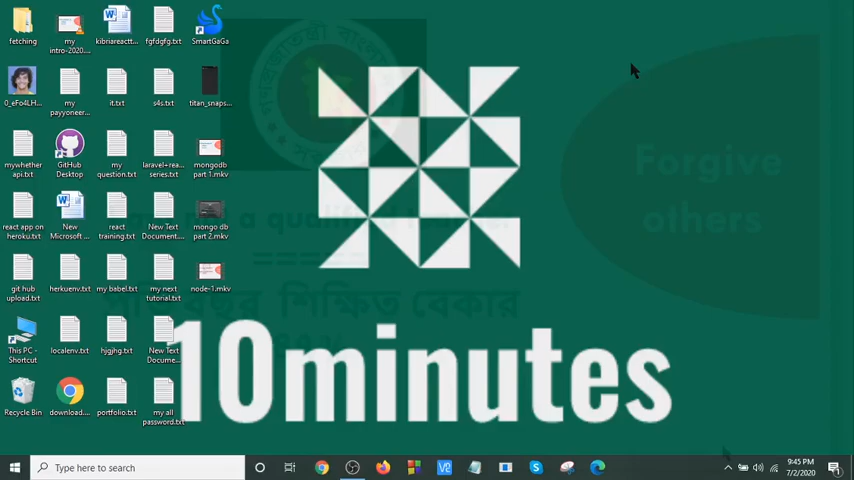 fetching
my
intro-2020....
kibriareactt...
fgfdgfg.txt
SmartGaGa
0_eFo4LH...
my
payyoneer...
it.txt
s4s.txt
titan_snaps...
mywhether
api.txt
GitHub
Desktop
my
question.txt
laravel+rea...
series.txt
mongodb
part 1.mkv
react app on
heroku.txt
New
Microsoft ...
react
training.txt
New Text
Document...
mongo db
part 2.mkv
git hub
upload.txt
herkuenv.txt
my babel.txt
my next
tutorial.txt
node-1.mkv
This PC -
Shortcut
localenv.txt
hjgjhg.txt
New Text
Docume...
Recycle Bin
download....
portfolio.txt
my all
password.txt
Forgive
others
a qualified
=====
শিক্ষিত বেকার
10minutes
Type here to search
9:45 PM
7/2/2020
1